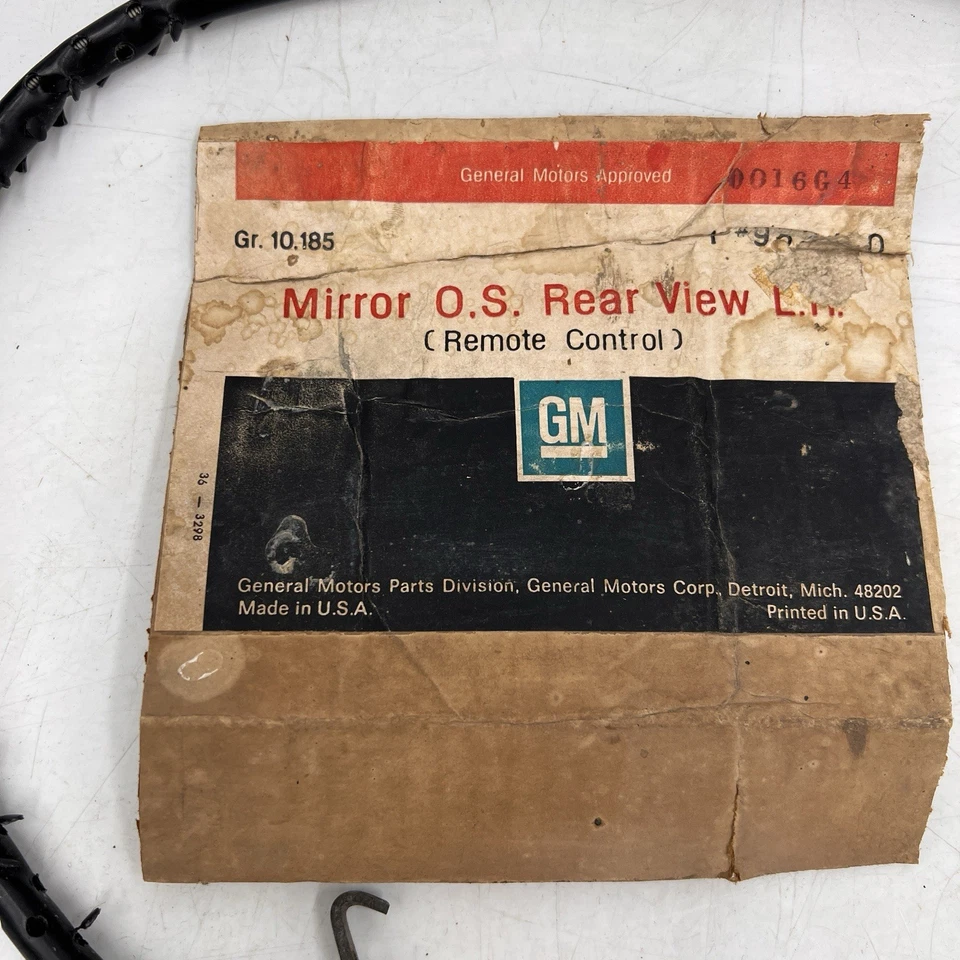 General Motors Approved 0016G4
Gr. 10.185
Mirror O.S. Rear View L.H.
( Remote Control )
GM
36 — 3298
General Motors Parts Division, General Motors Corp., Detroit, Mich. 48202
Made in U.S.A. Printed in U.S.A.